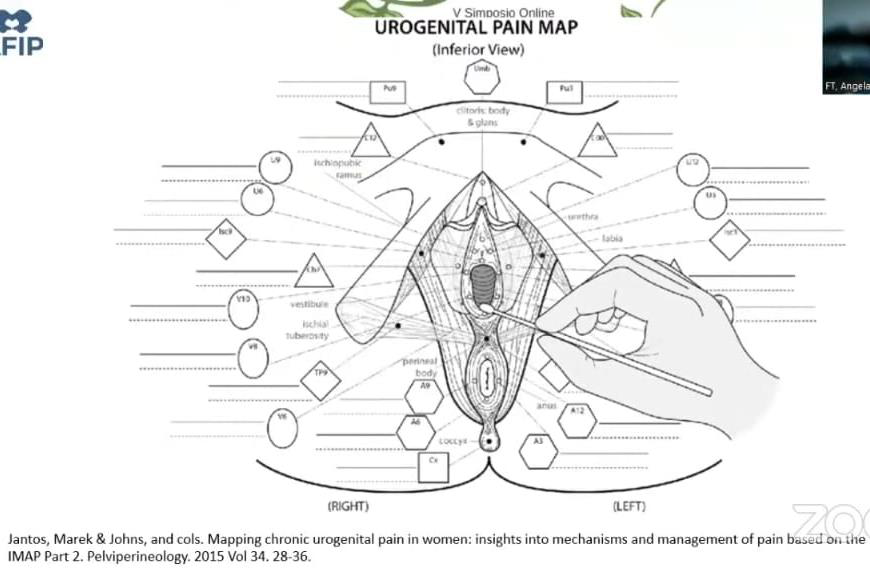 V Simposio Online
AFIP
UROGENITAL PAIN MAP
(Inferior View)
FT, Angela
Umb
Pu9
Pu3
clitoris: body
& glans
C12
ischiopubic
ramus
U9
U12
U6
U3
urethra
Isc9
labia
Isc3
V10
vestibule
ischial
tuberosity
V8
perineal
body
TP9
A9
anus
A12
V6
A6
coccyx
A3
Cx
(RIGHT)
(LEFT)
ZOO
Jantos, Marek & Johns, and cols. Mapping chronic urogenital pain in women: insights into mechanisms and management of pain based on the
IMAP Part 2. Pelviperineology. 2015 Vol 34. 28-36.